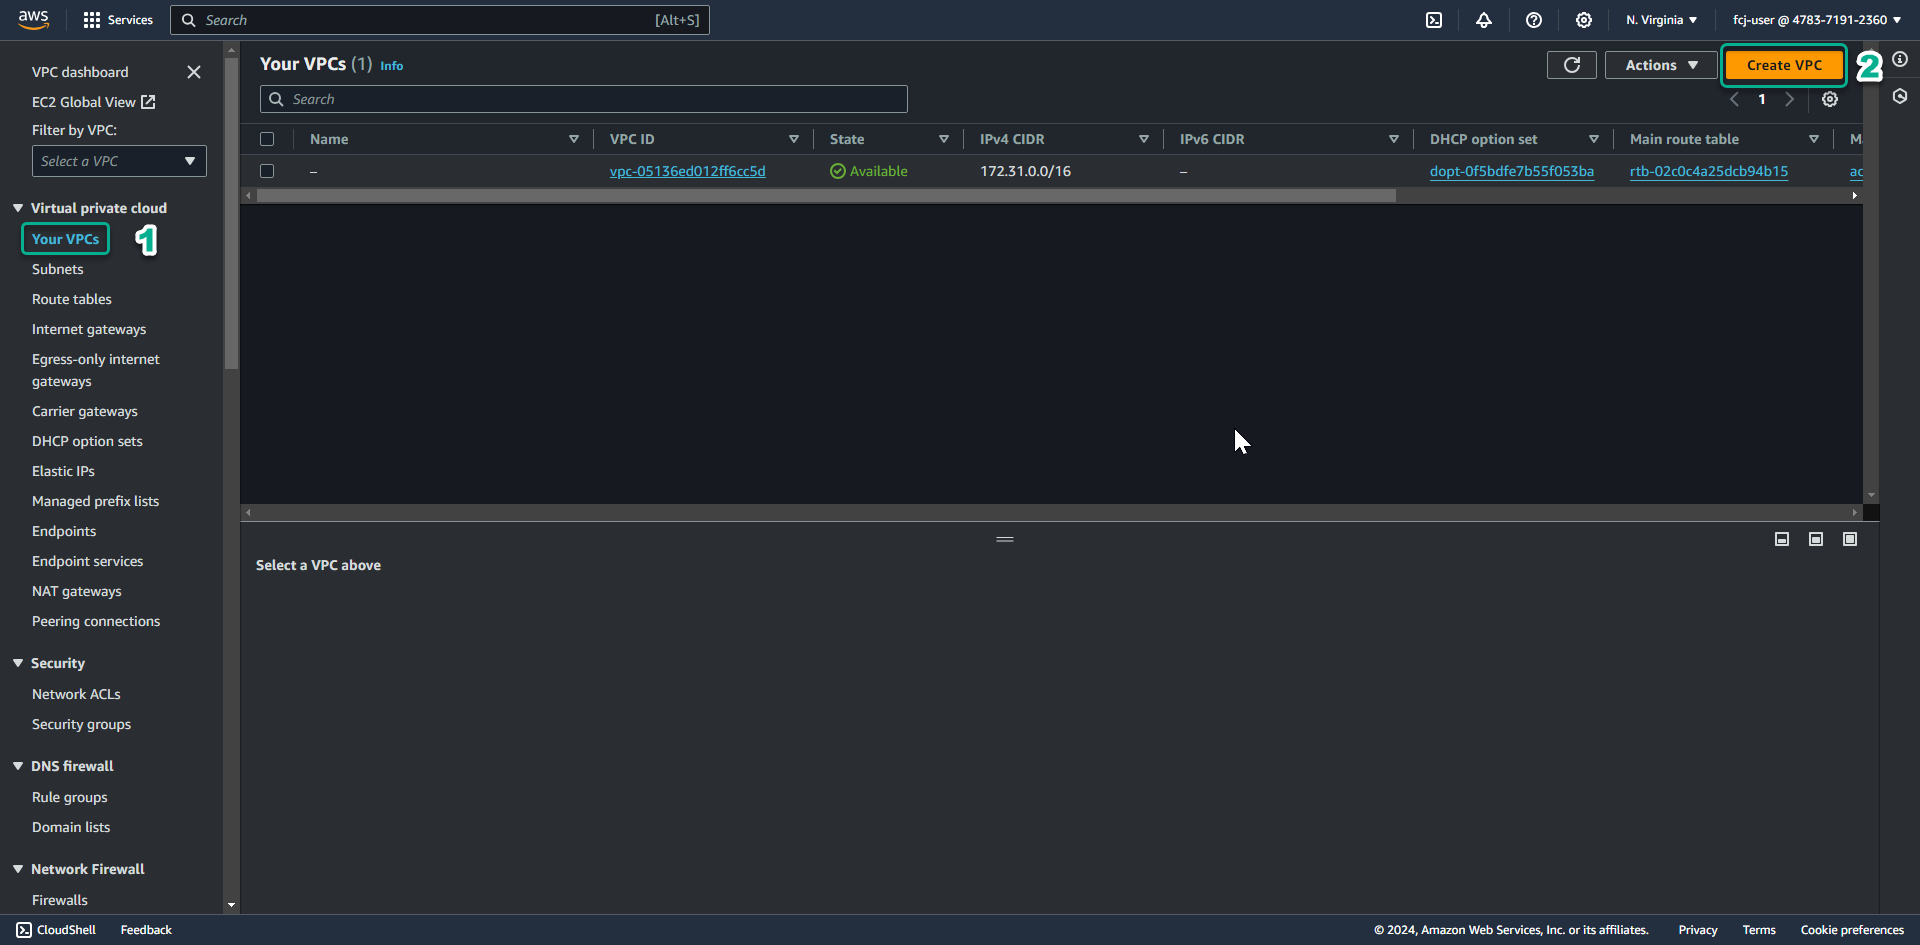 aws
Services
Search
[Alt+S]
N. Virginia
fcj-user @ 4783-7191-2360
VPC dashboard
EC2 Global View
Filter by VPC:
Select a VPC
Virtual private cloud
Your VPCs
1
Subnets
Route tables
Internet gateways
Egress-only internet
gateways
Carrier gateways
DHCP option sets
Elastic IPs
Managed prefix lists
Endpoints
Endpoint services
NAT gateways
Peering connections
Security
Network ACLs
Security groups
DNS firewall
Rule groups
Domain lists
Network Firewall
Firewalls
Your VPCs (1) Info
Actions
Create VPC
2
Search
1
Name VPC ID State IPv4 CIDR IPv6 CIDR DHCP option set Main route table M
– vpc-05136ed012ff6cc5d Available 172.31.0.0/16 – dopt-0f5bdfe7b55f053ba rtb-02c0c4a25dcb94b15 ac
Select a VPC above
CloudShell Feedback © 2024, Amazon Web Services, Inc. or its affiliates. Privacy Terms Cookie preferences